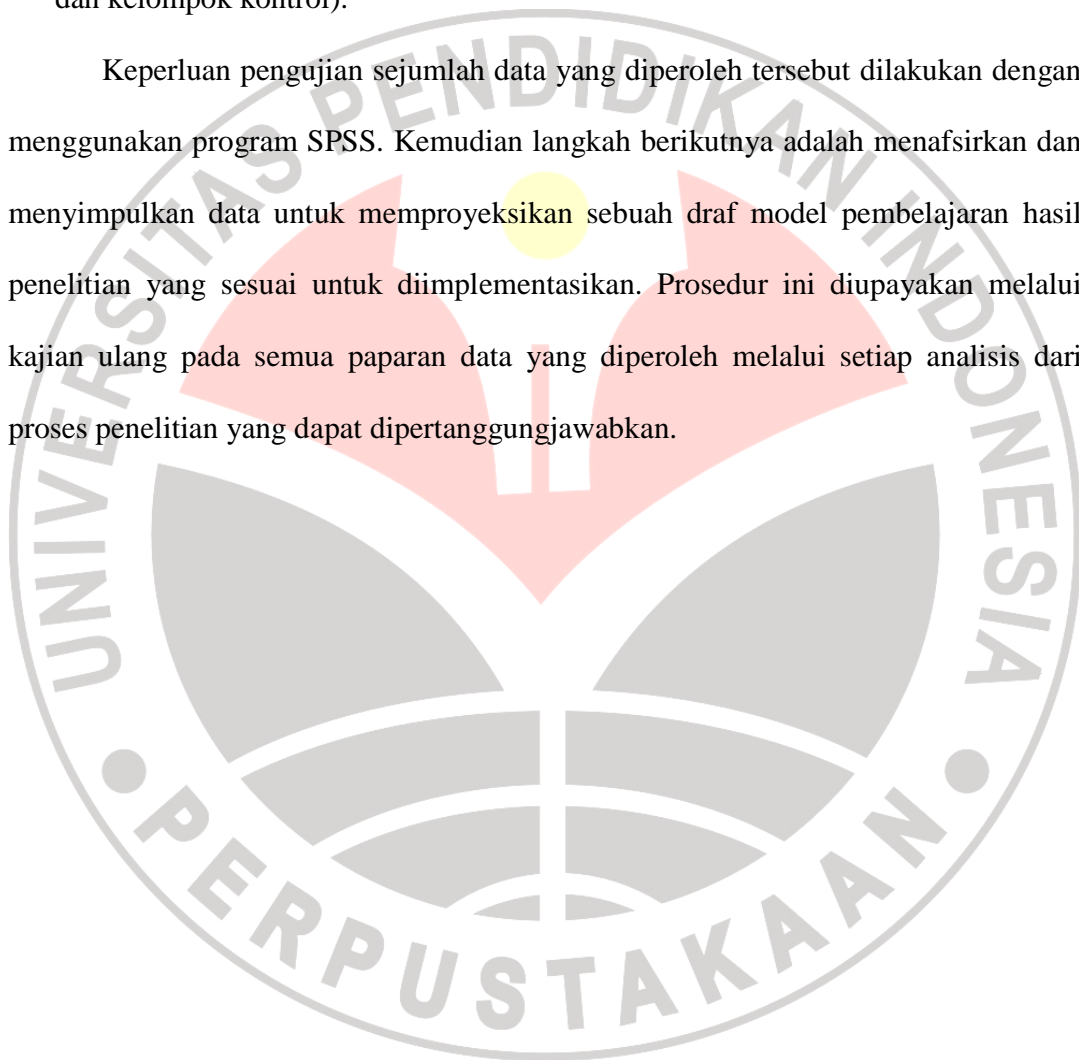 dan kelompok kontrol).
Keperluan pengujian sejumlah data yang diperoleh tersebut dilakukan dengan
menggunakan program SPSS. Kemudian langkah berikutnya adalah menafsirkan dan
menyimpulkan data untuk memproyeksikan sebuah draf model pembelajaran hasil
penelitian yang sesuai untuk diimplementasikan. Prosedur ini diupayakan melalui
kajian ulang pada semua paparan data yang diperoleh melalui setiap analisis dari
proses penelitian yang dapat dipertanggungjawabkan.
UNIVERSITAS PENDIDIKAN INDONESIA
PERPUSTAKAAN